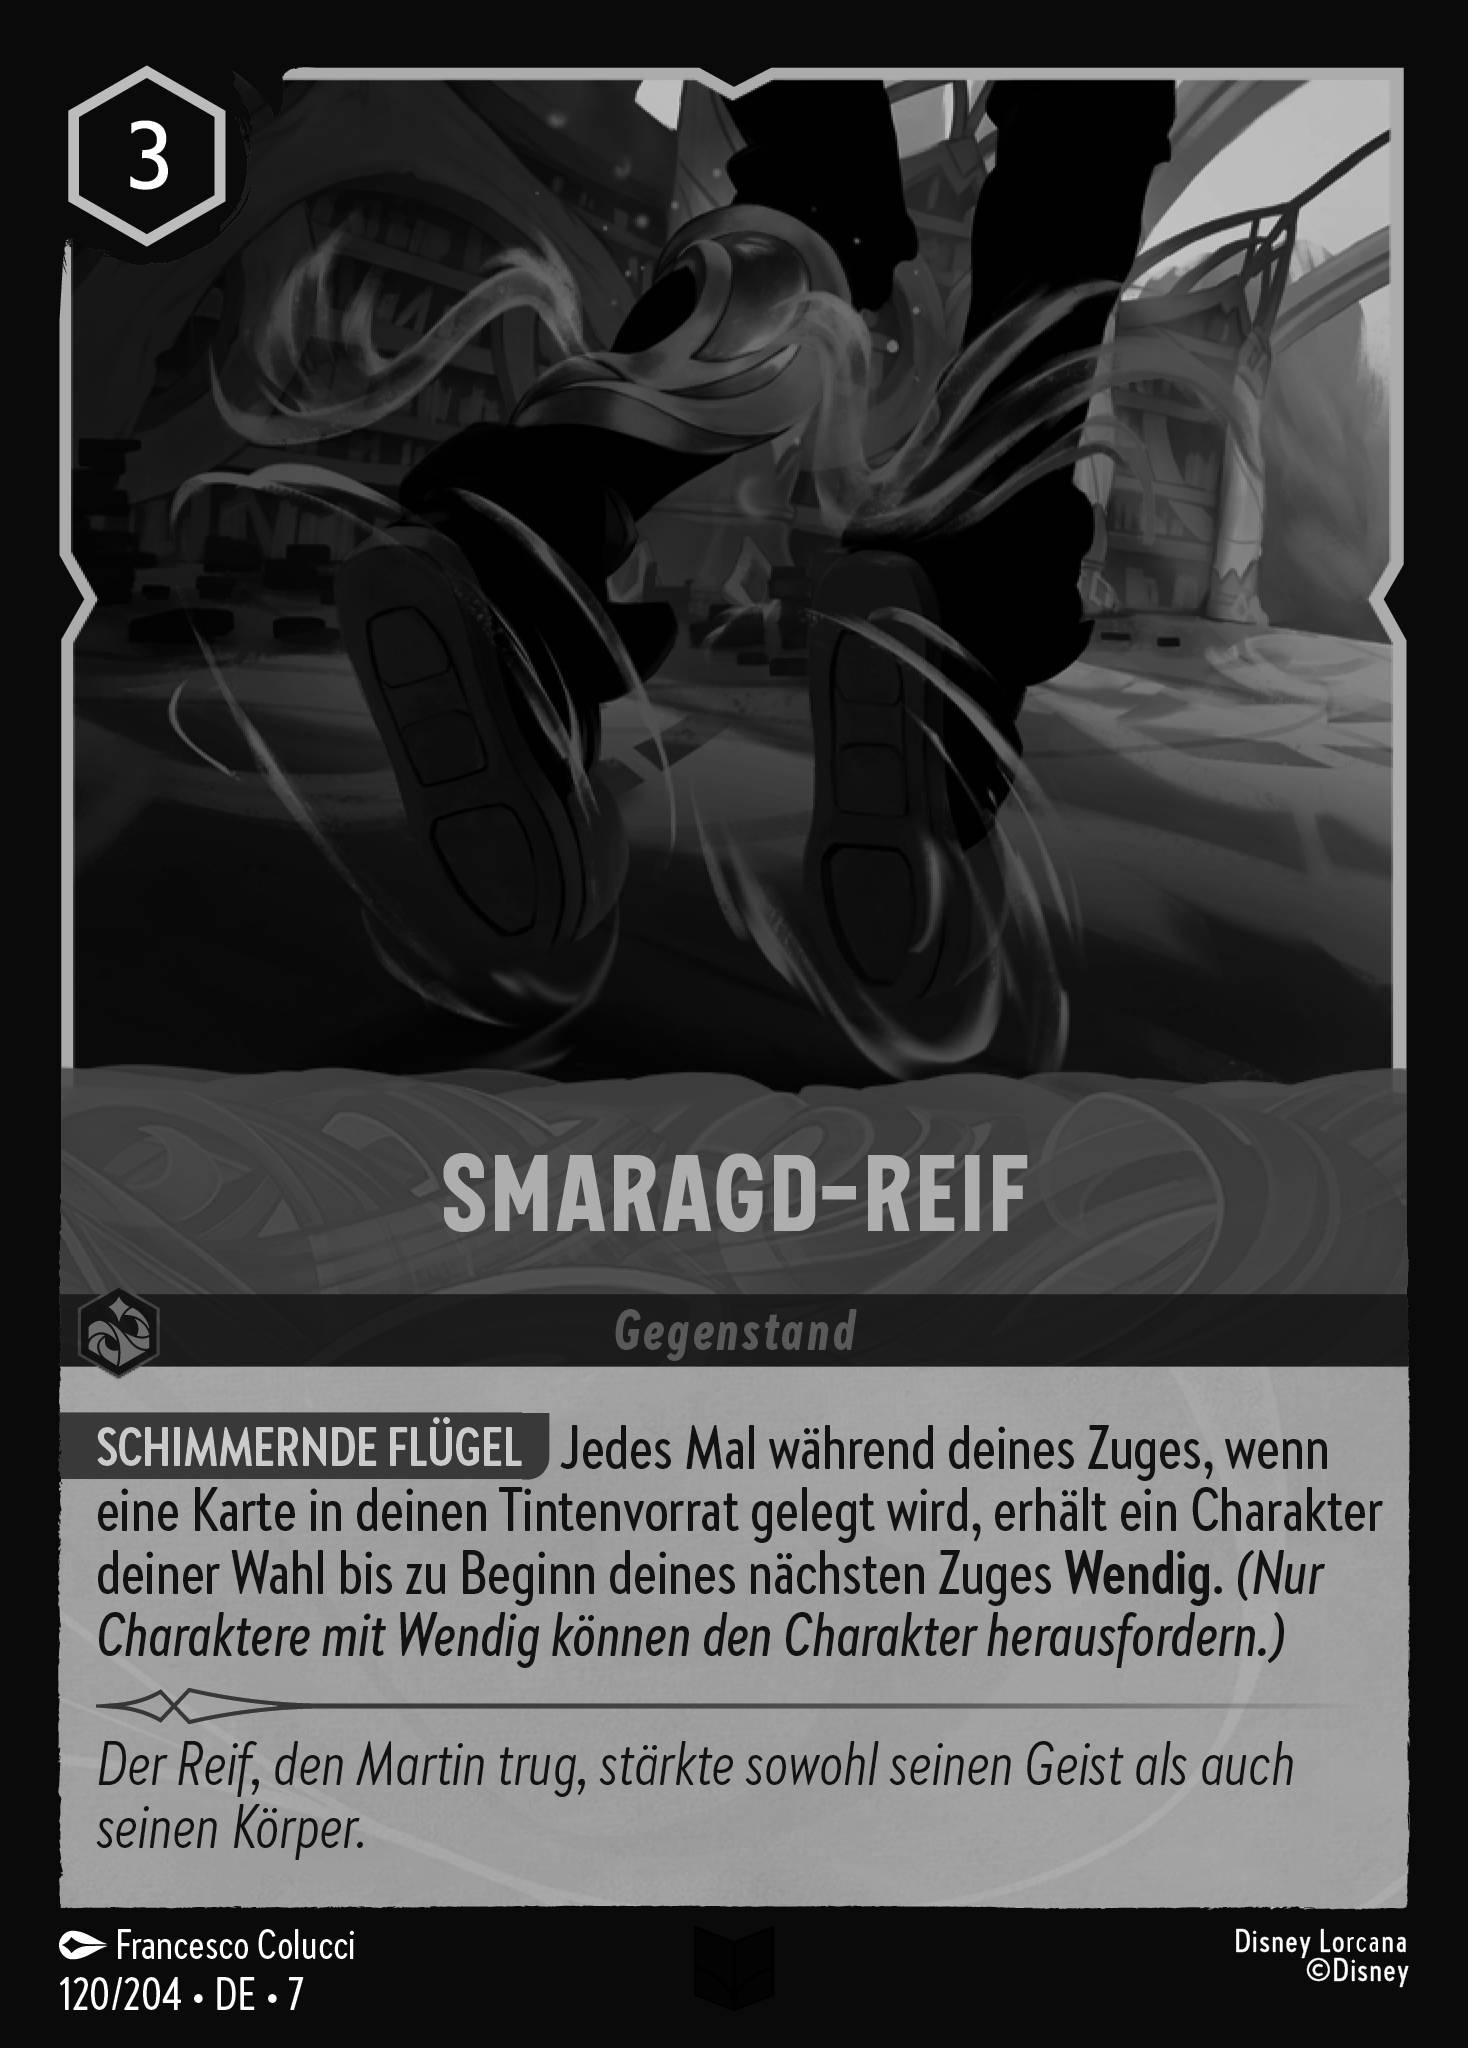 3
SMARAGD-REIF
Gegenstand
SCHIMMERNDE FLÜGEL Jedes Mal während deines Zuges, wenn
eine Karte in deinen Tintenvorrat gelegt wird, erhält ein Charakter
deiner Wahl bis zu Beginn deines nächsten Zuges Wendig. (Nur
Charaktere mit Wendig können den Charakter herausfordern.)
Der Reif, den Martin trug, stärkte sowohl seinen Geist als auch
seinen Körper.
Francesco Colucci
120/204 • DE • 7
Disney Lorcana
©Disney